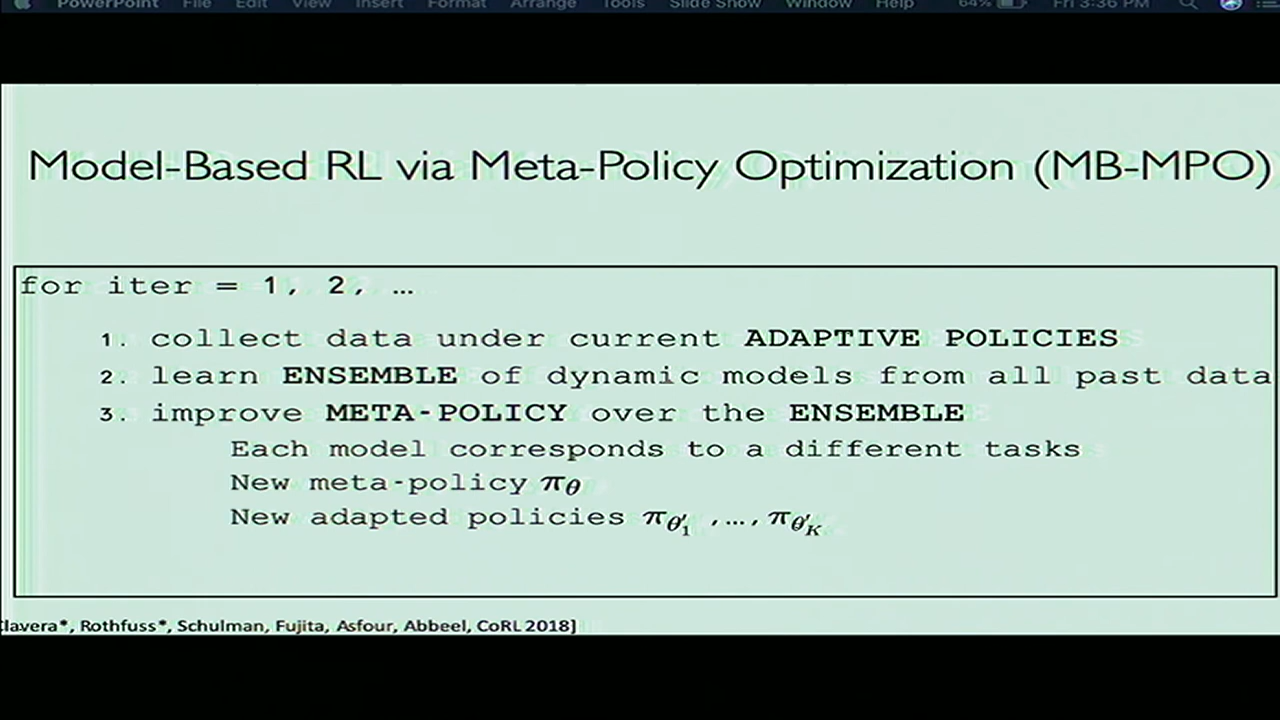 PowerPoint File Edit View Insert Format Arrange Tools Slide Show Window Help 64% Fri 3:36 PM
Model-Based RL via Meta-Policy Optimization (MB-MPO)
for iter = 1, 2, …
1. collect data under current ADAPTIVE POLICIES
2. learn ENSEMBLE of dynamic models from all past data
3. improve META-POLICY over the ENSEMBLE
Each model corresponds to a different tasks
New meta-policy πθ
New adapted policies πθ′1 ,…, πθ′K
lavera*, Rothfuss*, Schulman, Fujita, Asfour, Abbeel, CoRL 2018]